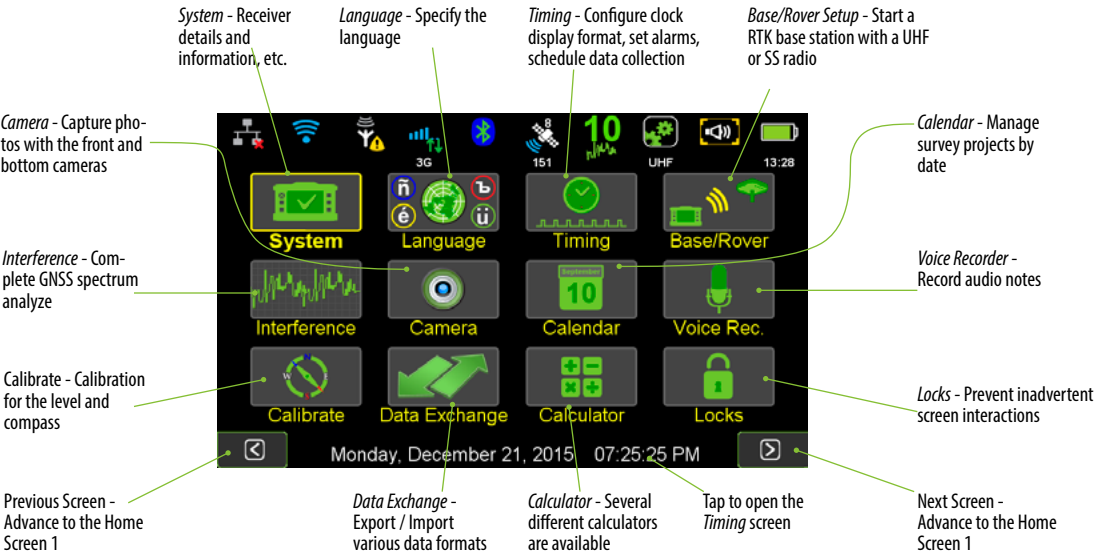 System - Receiver
details and
information, etc.
Language - Specify the
language
Timing - Configure clock
display format, set alarms,
schedule data collection
Base/Rover Setup - Start a
RTK base station with a UHF
or SS radio
Camera - Capture pho-
tos with the front and
bottom cameras
Calendar - Manage
survey projects by
date
8
10
3G
151
UHF
13:28
ñ
Ъ
é
ü
System
Language
Timing
Base/Rover
Interference - Com-
plete GNSS spectrum
analyze
Voice Recorder -
Record audio notes
September
10
Interference
Camera
Calendar
Voice Rec.
Calibrate - Calibration
for the level and
compass
Locks - Prevent inadvertent
screen interactions
N
W
E
S
Calibrate
Data Exchange
Calculator
Locks
Monday, December 21, 2015 07:25:25 PM
Previous Screen -
Advance to the Home
Screen 1
Data Exchange -
Export / Import
various data formats
Calculator - Several
different calculators
are available
Tap to open the
Timing screen
Next Screen -
Advance to the Home
Screen 1